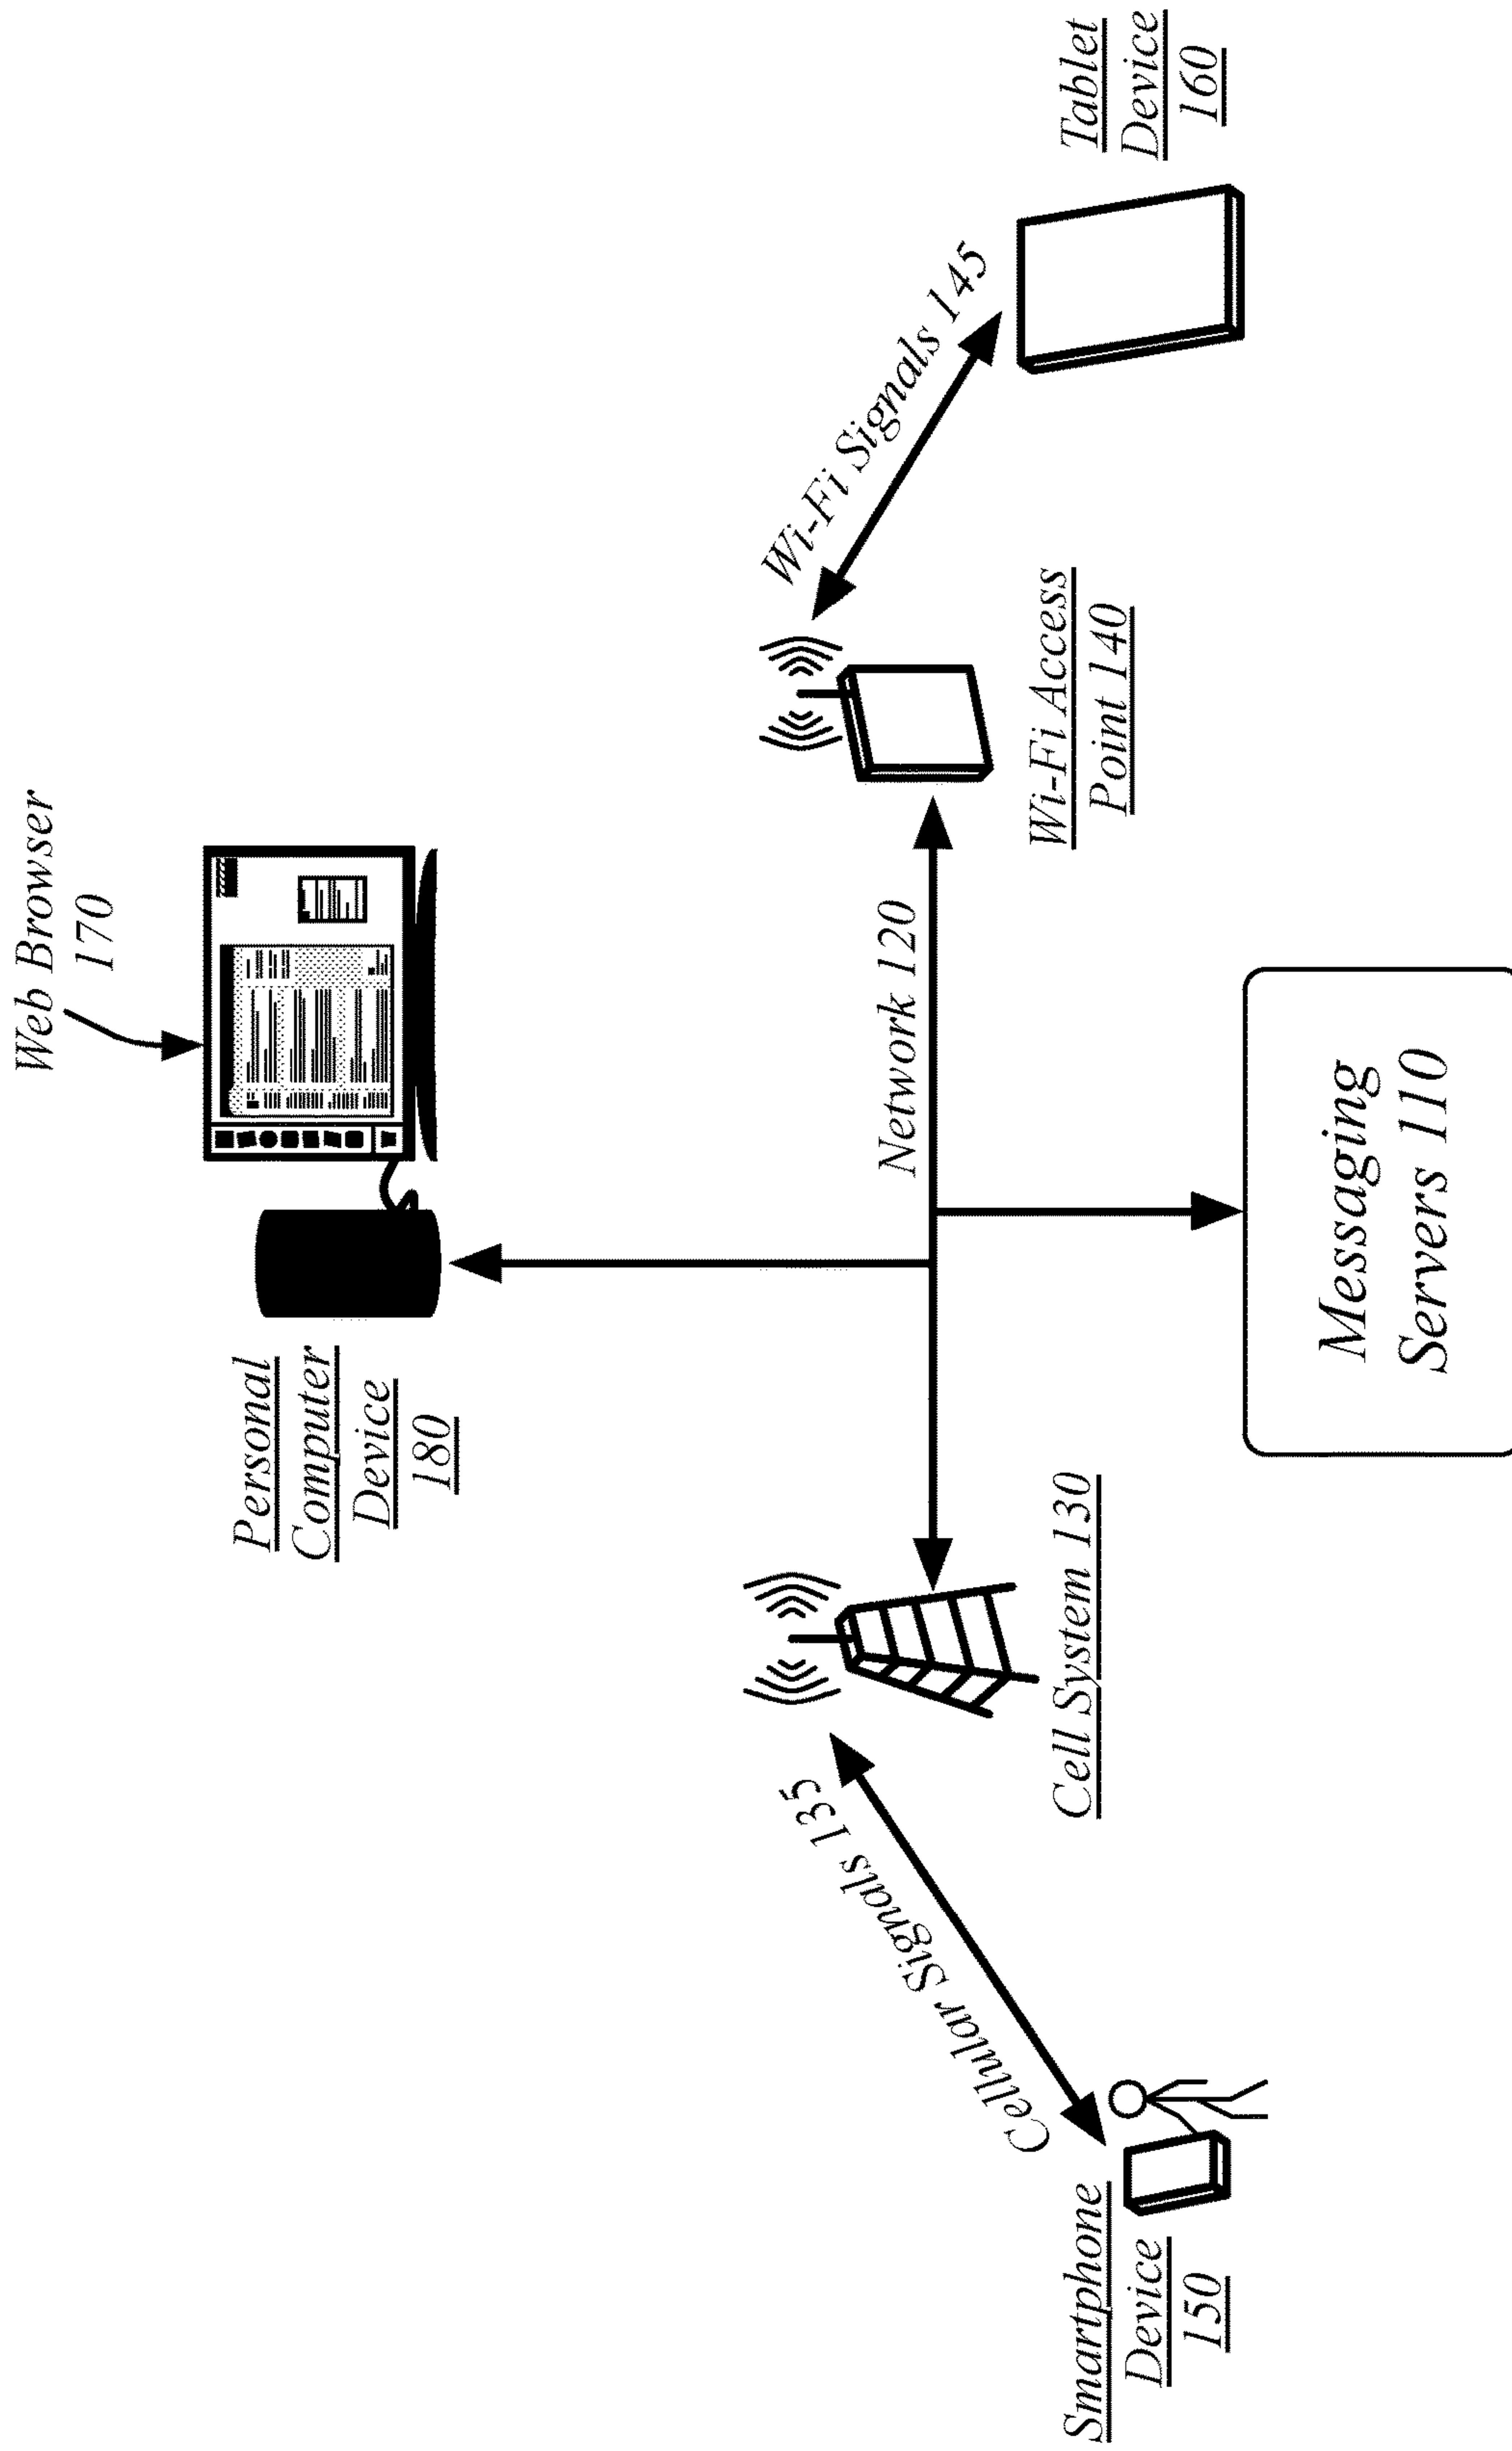 Web Browser
170
Personal
Computer
Device
180
Cellular Signals 135
Network 120
Wi-Fi Signals 145
Smartphone
Device
150
Cell System 130
Wi-Fi Access
Point 140
Tablet
Device
160
Messaging
Servers 110